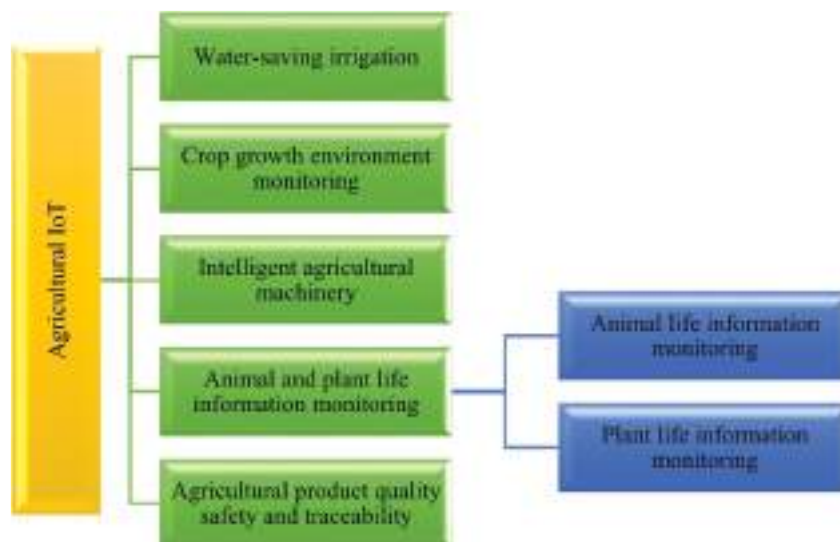 Agricultural IoT
Water-saving irrigation
Crop growth environment
monitoring
Intelligent agricultural
machinery
Animal and plant life
information monitoring
Agricultural product quality
safety and traceability
Animal life information
monitoring
Plant life information
monitoring